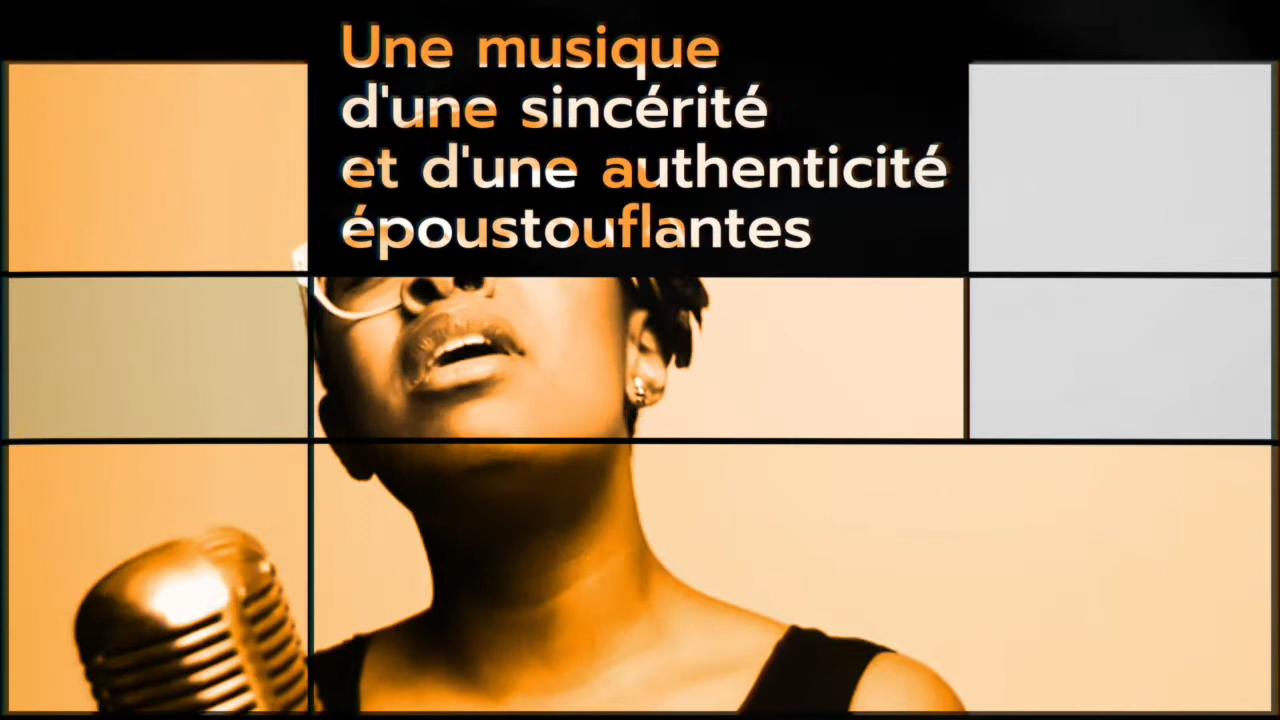 Une musique
d'une sincérité
et d'une authenticité
époustouflantes